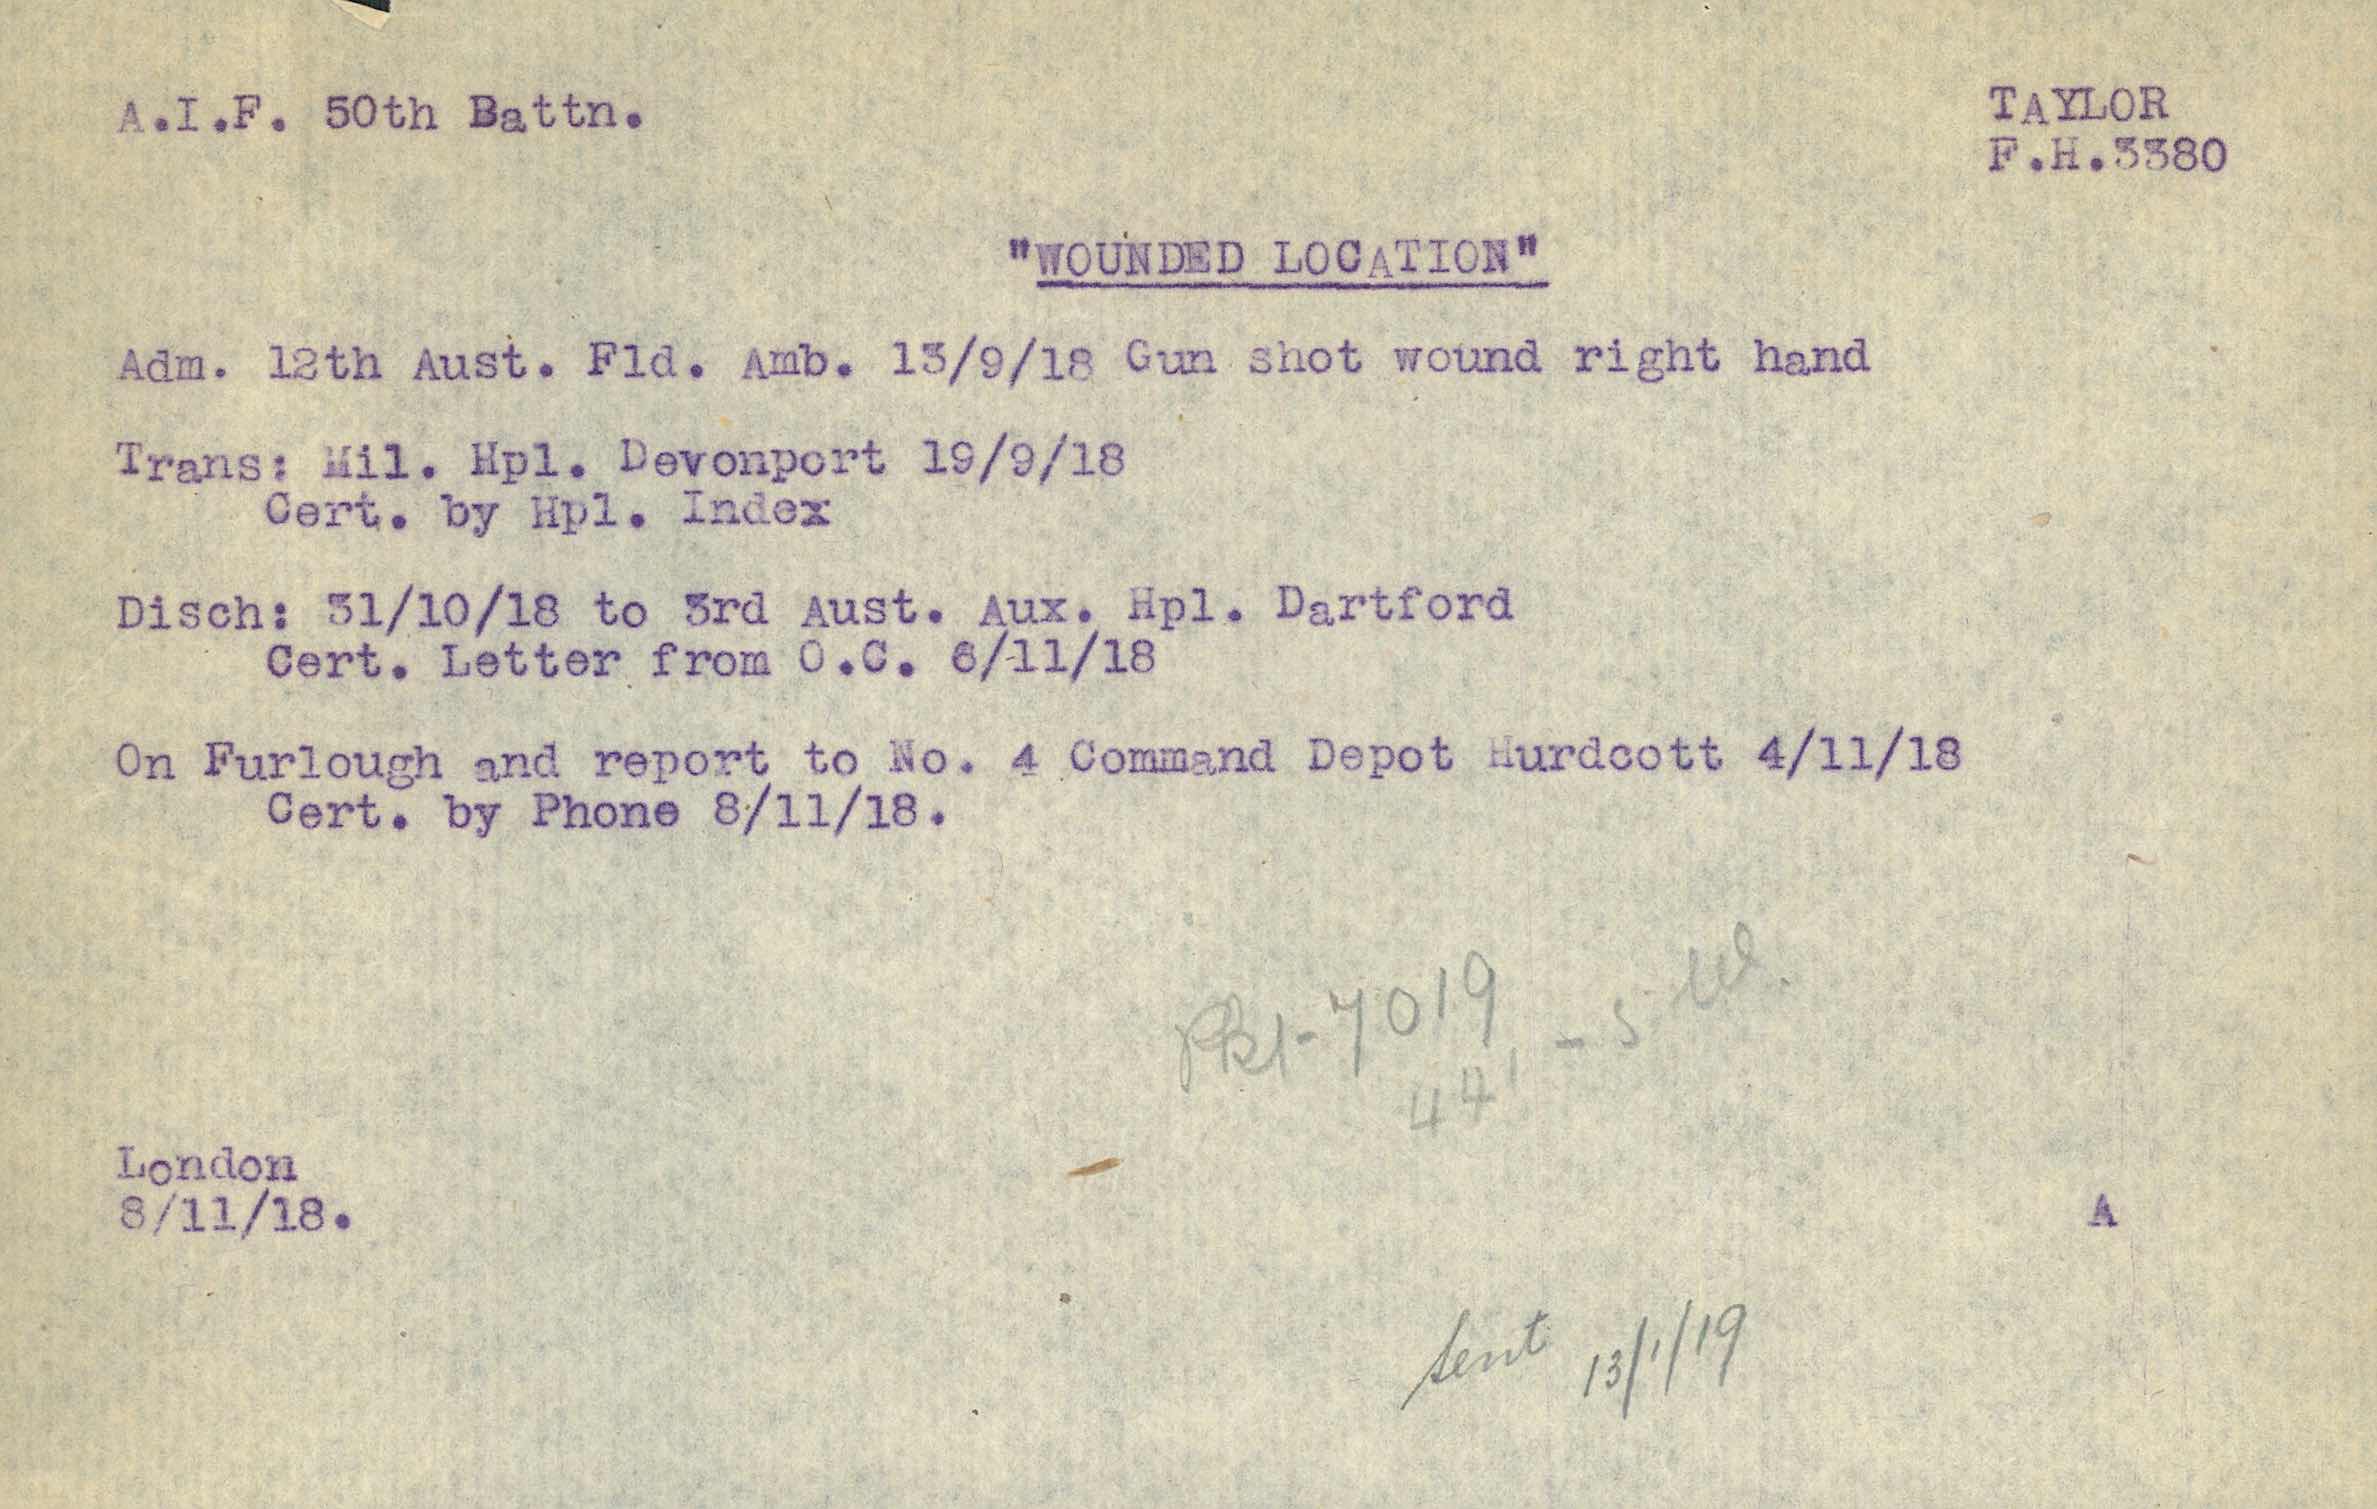 A.I.F. 50th Battn.
TAYLOR
F.H.3380
"WOUNDED LOCATION"
Adm. 12th Aust. Fld. Amb. 13/9/18 Gun shot wound right hand
Trans: Mil. Hpl. Devonport 19/9/18
Cert. by Hpl. Index
Disch: 31/10/18 to 3rd Aust. Aux. Hpl. Dartford
Cert. Letter from O.C. 6/11/18
On Furlough and report to No. 4 Command Depot Hurdcott 4/11/18
Cert. by Phone 8/11/18.
7019
London
8/11/18.
A
sent 13/1/19